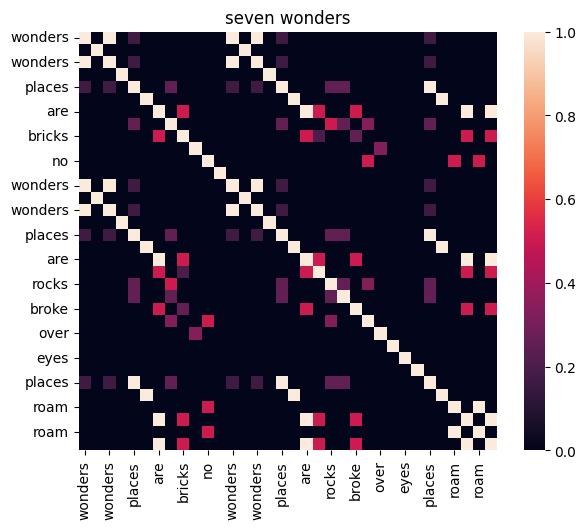 seven wonders
wonders
wonders
places
are
bricks
no
wonders
wonders
places
are
rocks
broke
over
eyes
places
roam
roam
wonders
wonders
places
are
bricks
no
wonders
wonders
places
are
rocks
broke
over
eyes
places
roam
roam
1.0
0.8
0.6
0.4
0.2
0.0